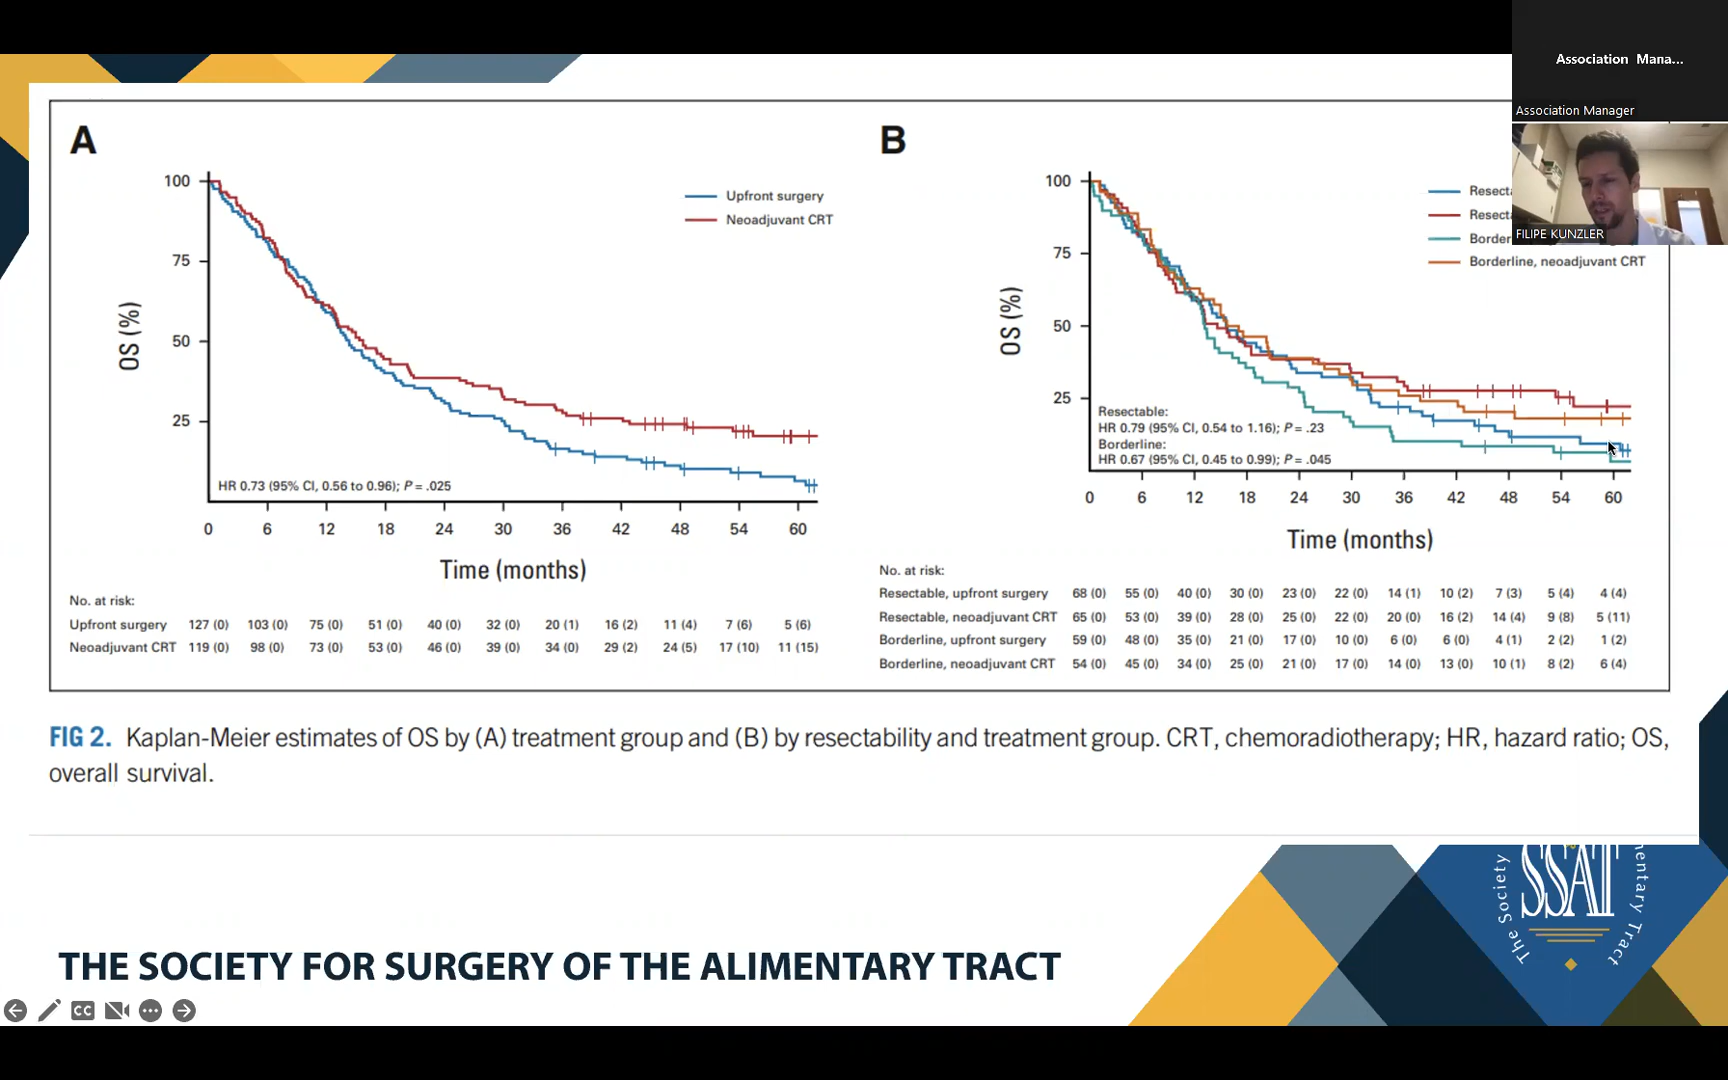 Association Mana...
Association Manager
FILIPE KUNZLER
A
100
75
50
25
OS (%)
Upfront surgery
Neoadjuvant CRT
HR 0.73 (95% CI, 0.56 to 0.96); P = .025
0 6 12 18 24 30 36 42 48 54 60
Time (months)
No. at risk:
Upfront surgery 127 (0) 103 (0) 75 (0) 51 (0) 40 (0) 32 (0) 20 (1) 16 (2) 11 (4) 7 (6) 5 (6)
Neoadjuvant CRT 119 (0) 98 (0) 73 (0) 53 (0) 46 (0) 39 (0) 34 (0) 29 (2) 24 (5) 17 (10) 11 (15)
B
100
75
50
25
OS (%)
Resecta
Resecta
Border
Borderline, neoadjuvant CRT
Resectable:
HR 0.79 (95% CI, 0.54 to 1.16); P = .23
Borderline:
HR 0.67 (95% CI, 0.45 to 0.99); P = .045
0 6 12 18 24 30 36 42 48 54 60
Time (months)
No. at risk:
Resectable, upfront surgery 68 (0) 55 (0) 40 (0) 30 (0) 23 (0) 22 (0) 14 (1) 10 (2) 7 (3) 5 (4) 4 (4)
Resectable, neoadjuvant CRT 65 (0) 53 (0) 39 (0) 28 (0) 25 (0) 22 (0) 20 (0) 16 (2) 14 (4) 9 (8) 5 (11)
Borderline, upfront surgery 59 (0) 48 (0) 35 (0) 21 (0) 17 (0) 10 (0) 6 (0) 6 (0) 4 (1) 2 (2) 1 (2)
Borderline, neoadjuvant CRT 54 (0) 45 (0) 34 (0) 25 (0) 21 (0) 17 (0) 14 (0) 13 (0) 10 (1) 8 (2) 6 (4)
FIG 2. Kaplan-Meier estimates of OS by (A) treatment group and (B) by resectability and treatment group. CRT, chemoradiotherapy; HR, hazard ratio; OS,
overall survival.
The Society
SSAT
mentary Tract
THE SOCIETY FOR SURGERY OF THE ALIMENTARY TRACT
CC